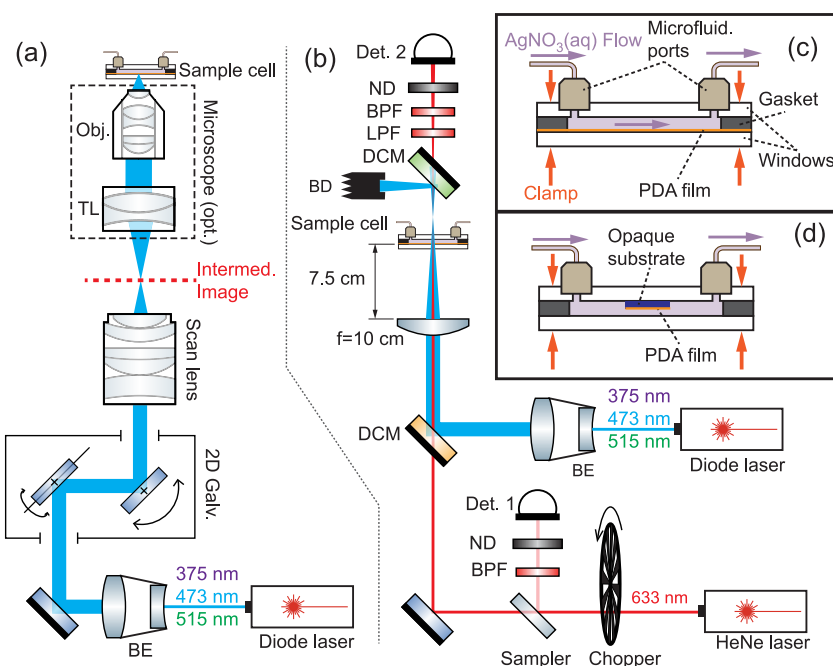 (a)
Sample cell
Obj.
Microscope (opt.)
TL
Intermed.
Image
Scan lens
2D Galv.
375 nm
473 nm
515 nm
BE
Diode laser
(b)
Det. 2
ND
BPF
LPF
DCM
BD
Sample cell
7.5 cm
f=10 cm
DCM
375 nm
473 nm
515 nm
BE
Diode laser
Det. 1
ND
BPF
633 nm
Sampler
Chopper
HeNe laser
(c)
AgNO3(aq) Flow
Microfluid.
ports
Gasket
Windows
PDA film
Clamp
(d)
Opaque
substrate
PDA film